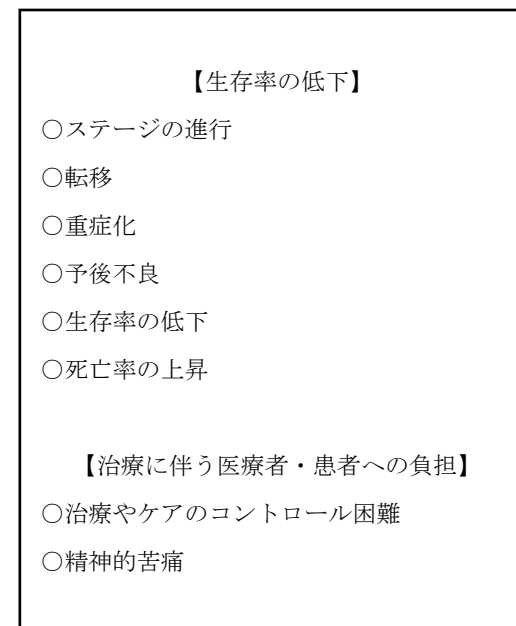 【生存率の低下】
○ステージの進行
○転移
○重症化
○予後不良
○生存率の低下
○死亡率の上昇
【治療に伴う医療者・患者への負担】
○治療やケアのコントロール困難
○精神的苦痛